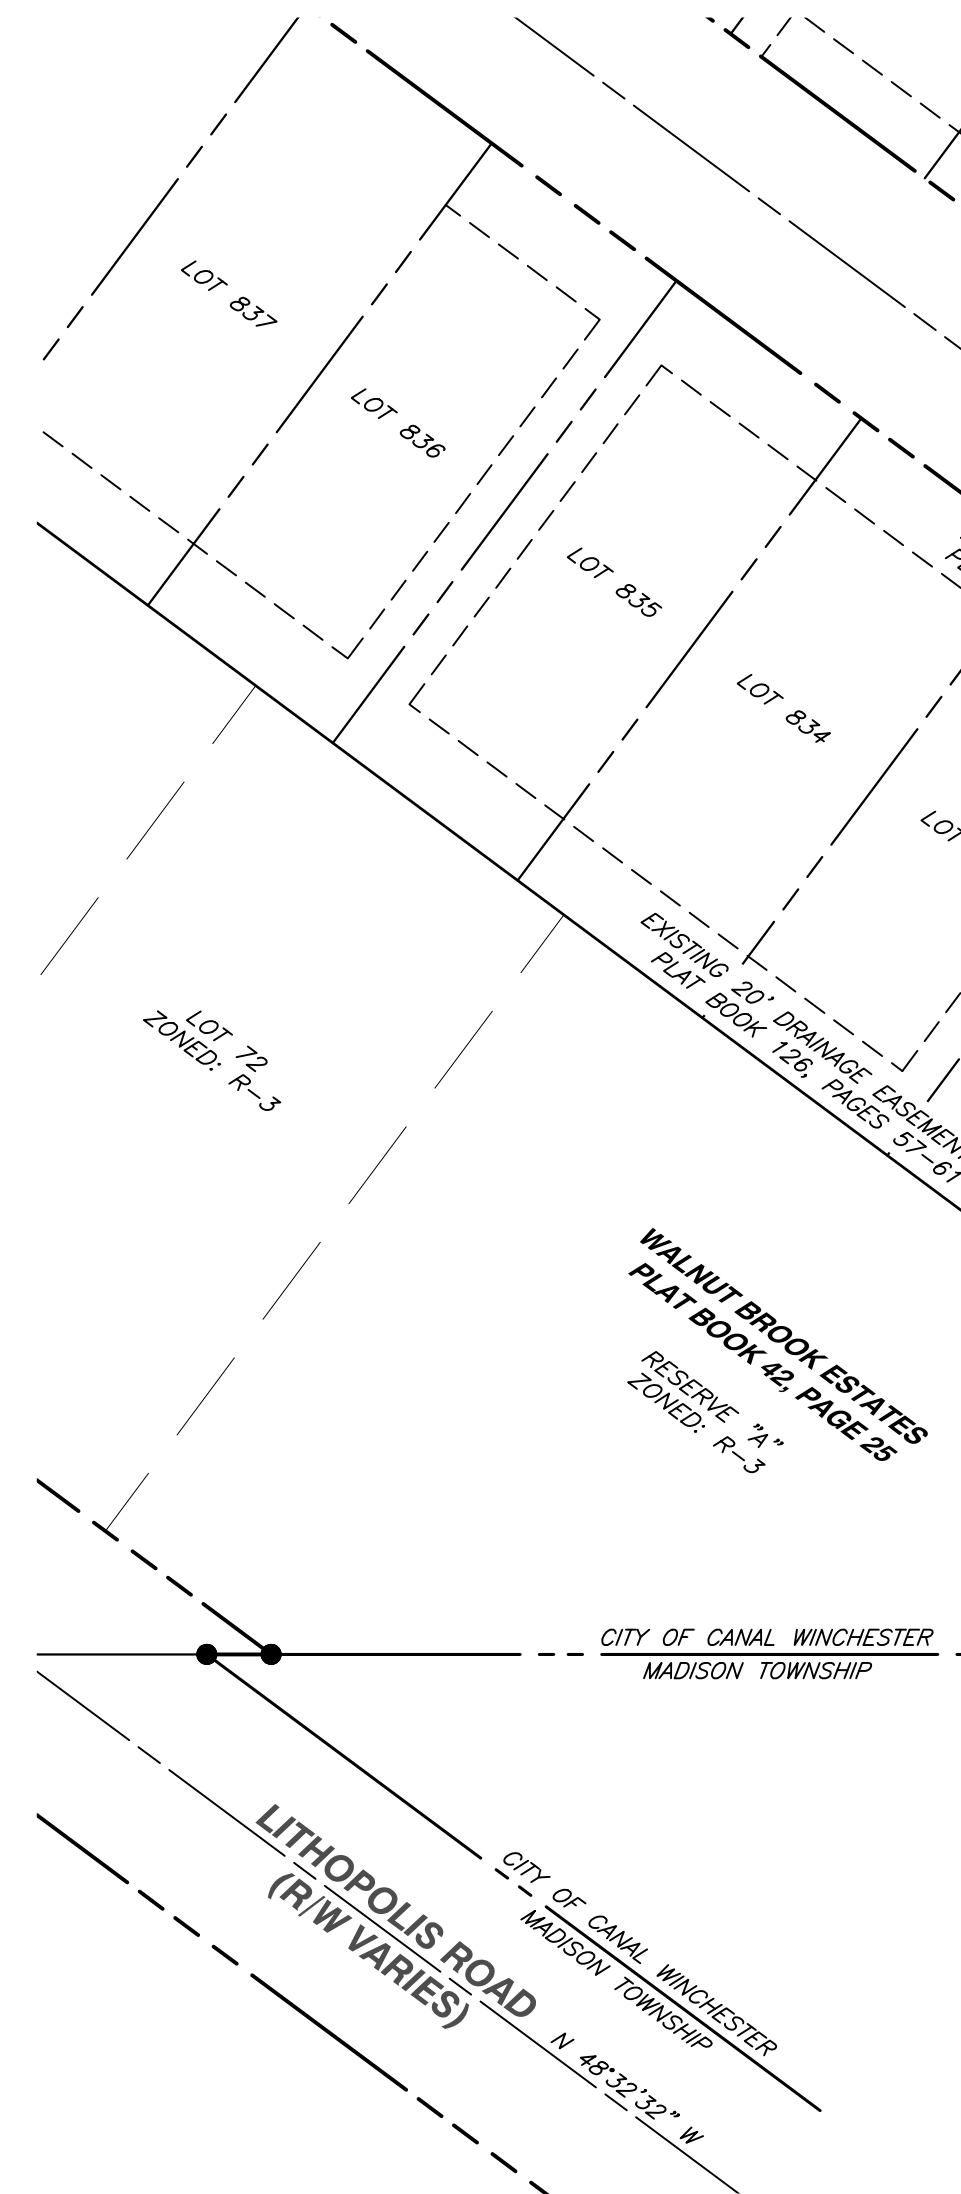 LOT 837
LOT 836
LOT 835
LOT 834
LOT
EXISTING 20' DRAINAGE EASEMENT
PLAT BOOK 126, PAGES 57-61
LOT 72
ZONED: R-3
WALNUT BROOK ESTATES
PLAT BOOK 42, PAGE 25
RESERVE "A"
ZONED: R-3
CITY OF CANAL WINCHESTER
MADISON TOWNSHIP
LITHOPOLIS ROAD
(R/W VARIES)
CITY OF CANAL WINCHESTER
MADISON TOWNSHIP
N 48°32'32" W